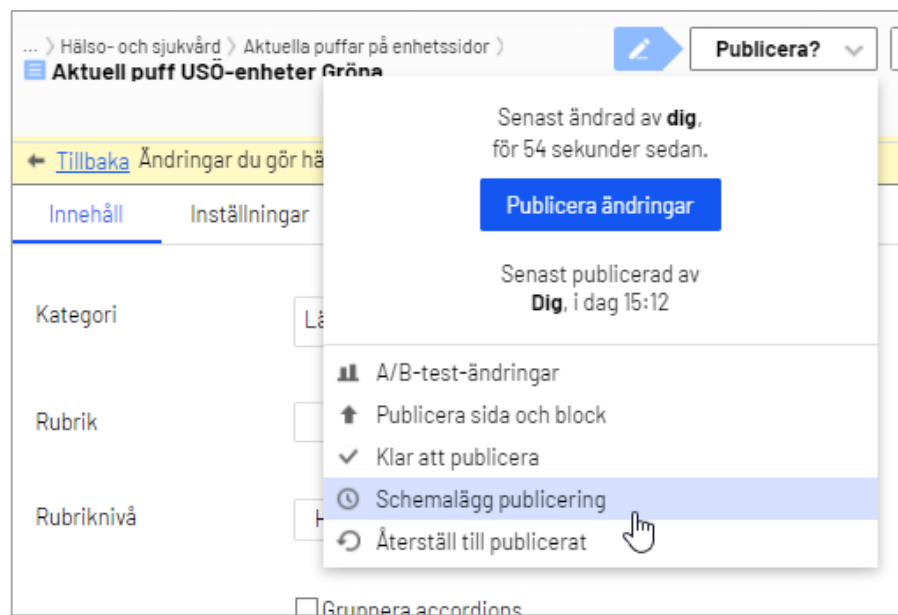 ... 〉 Hälso- och sjukvård 〉 Aktuella puffar på enhetssidor 〉
Aktuell puff USÖ-enheter Gröna
Publicera?
Senast ändrad av dig,
för 54 sekunder sedan.
Publicera ändringar
Senast publicerad av
Dig, i dag 15:12
← Tillbaka Ändringar du gör hä
Innehåll Inställningar
Kategori
Lä
Rubrik
Rubriknivå
H
A/B-test-ändringar
Publicera sida och block
Klar att publicera
Schemalägg publicering
Återställ till publicerat
Gruppera accordions